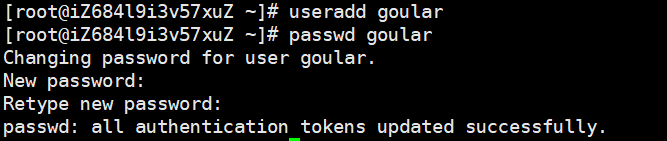 [root@iZ684l9i3v57xuZ ~]# useradd goular
[root@iZ684l9i3v57xuZ ~]# passwd goular
Changing password for user goular.
New password:
Retype new password:
passwd: all authentication tokens updated successfully.